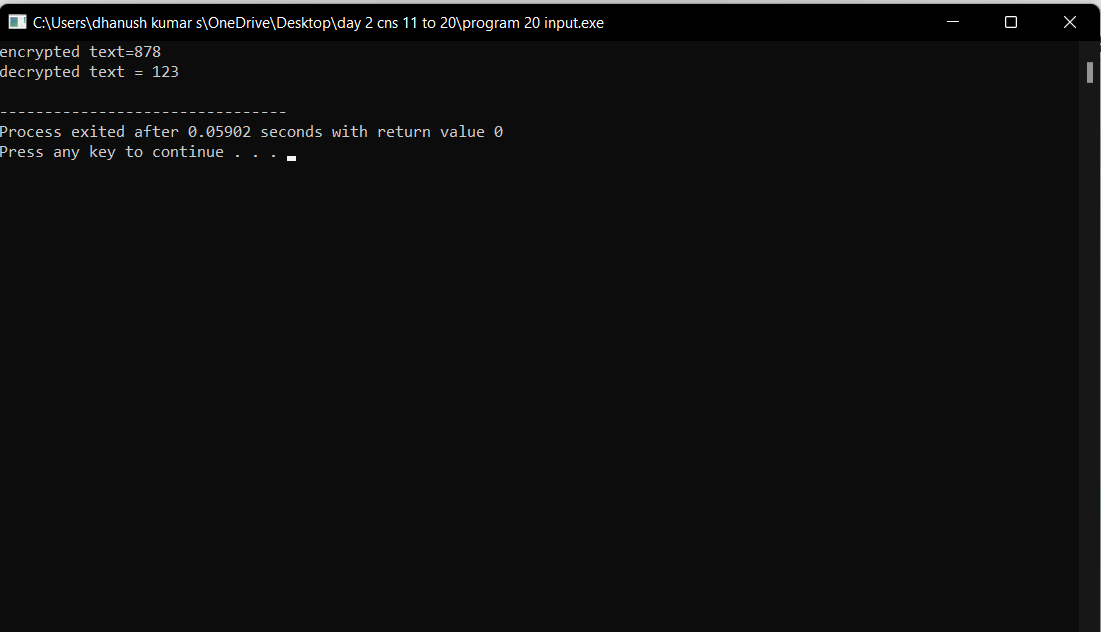 C:\Users\dhanush kumar s\OneDrive\Desktop\day 2 cns 11 to 20\program 20 input.exe
encrypted text=878
decrypted text = 123
--------------------------------
Process exited after 0.05902 seconds with return value 0
Press any key to continue . . .